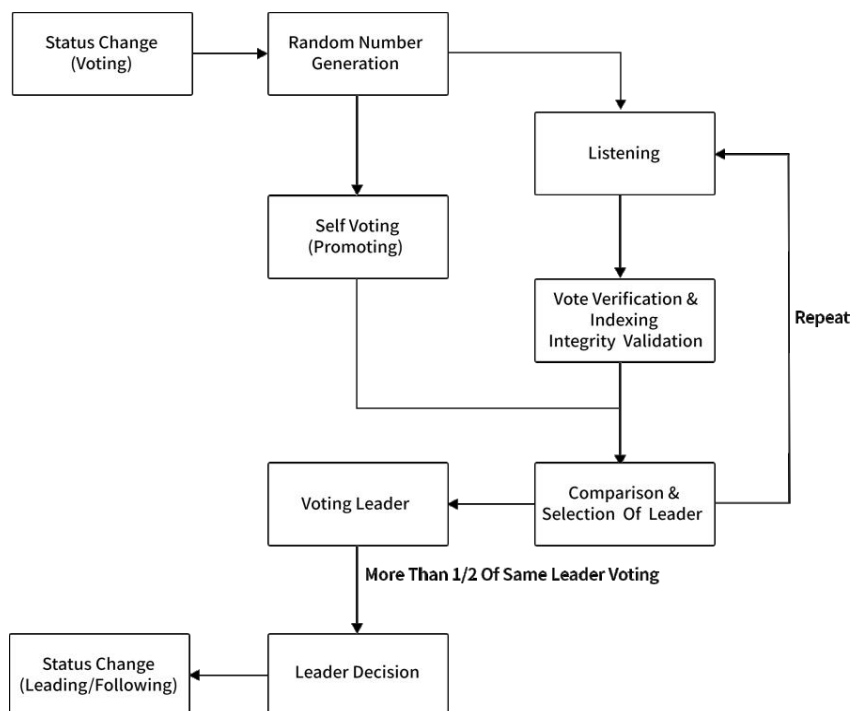 Status Change
(Voting)
Random Number
Generation
Listening
Self Voting
(Promoting)
Vote Verification &
Indexing
Integrity Validation
Repeat
Voting Leader
Comparison &
Selection Of Leader
More Than 1/2 Of Same Leader Voting
Status Change
(Leading/Following)
Leader Decision